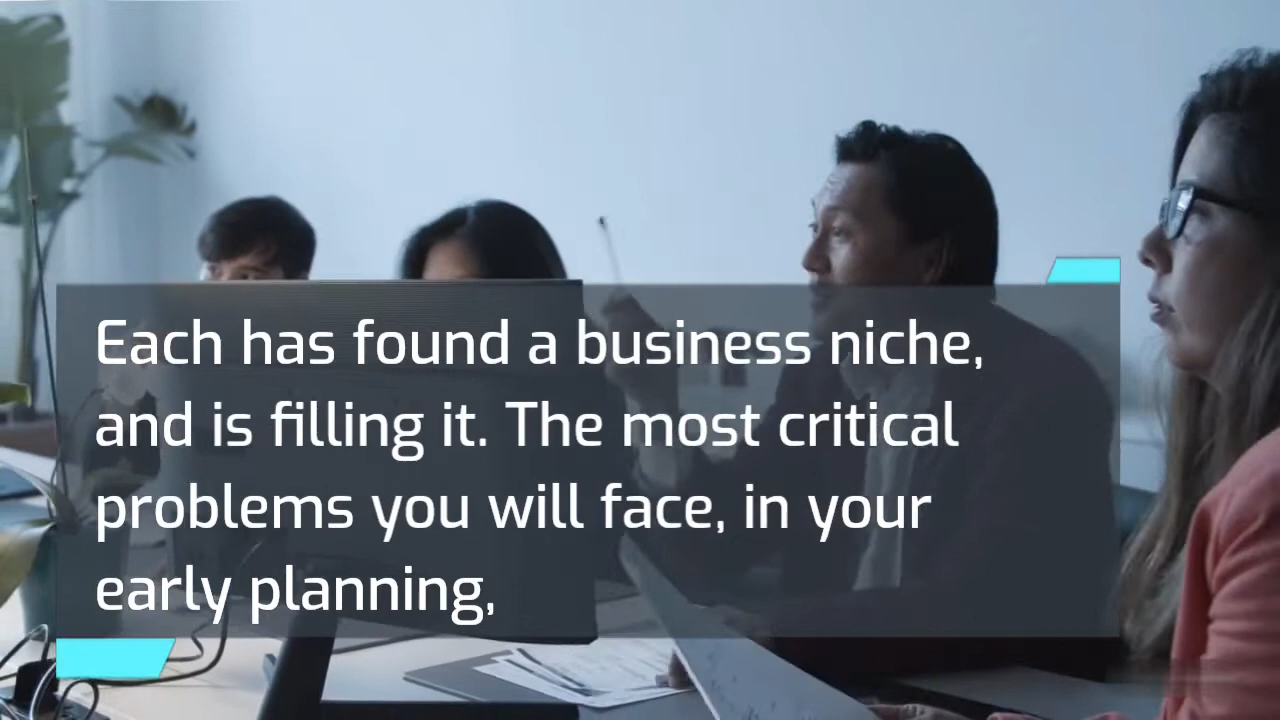 Each has found a business niche,
and is filling it. The most critical
problems you will face, in your
early planning,